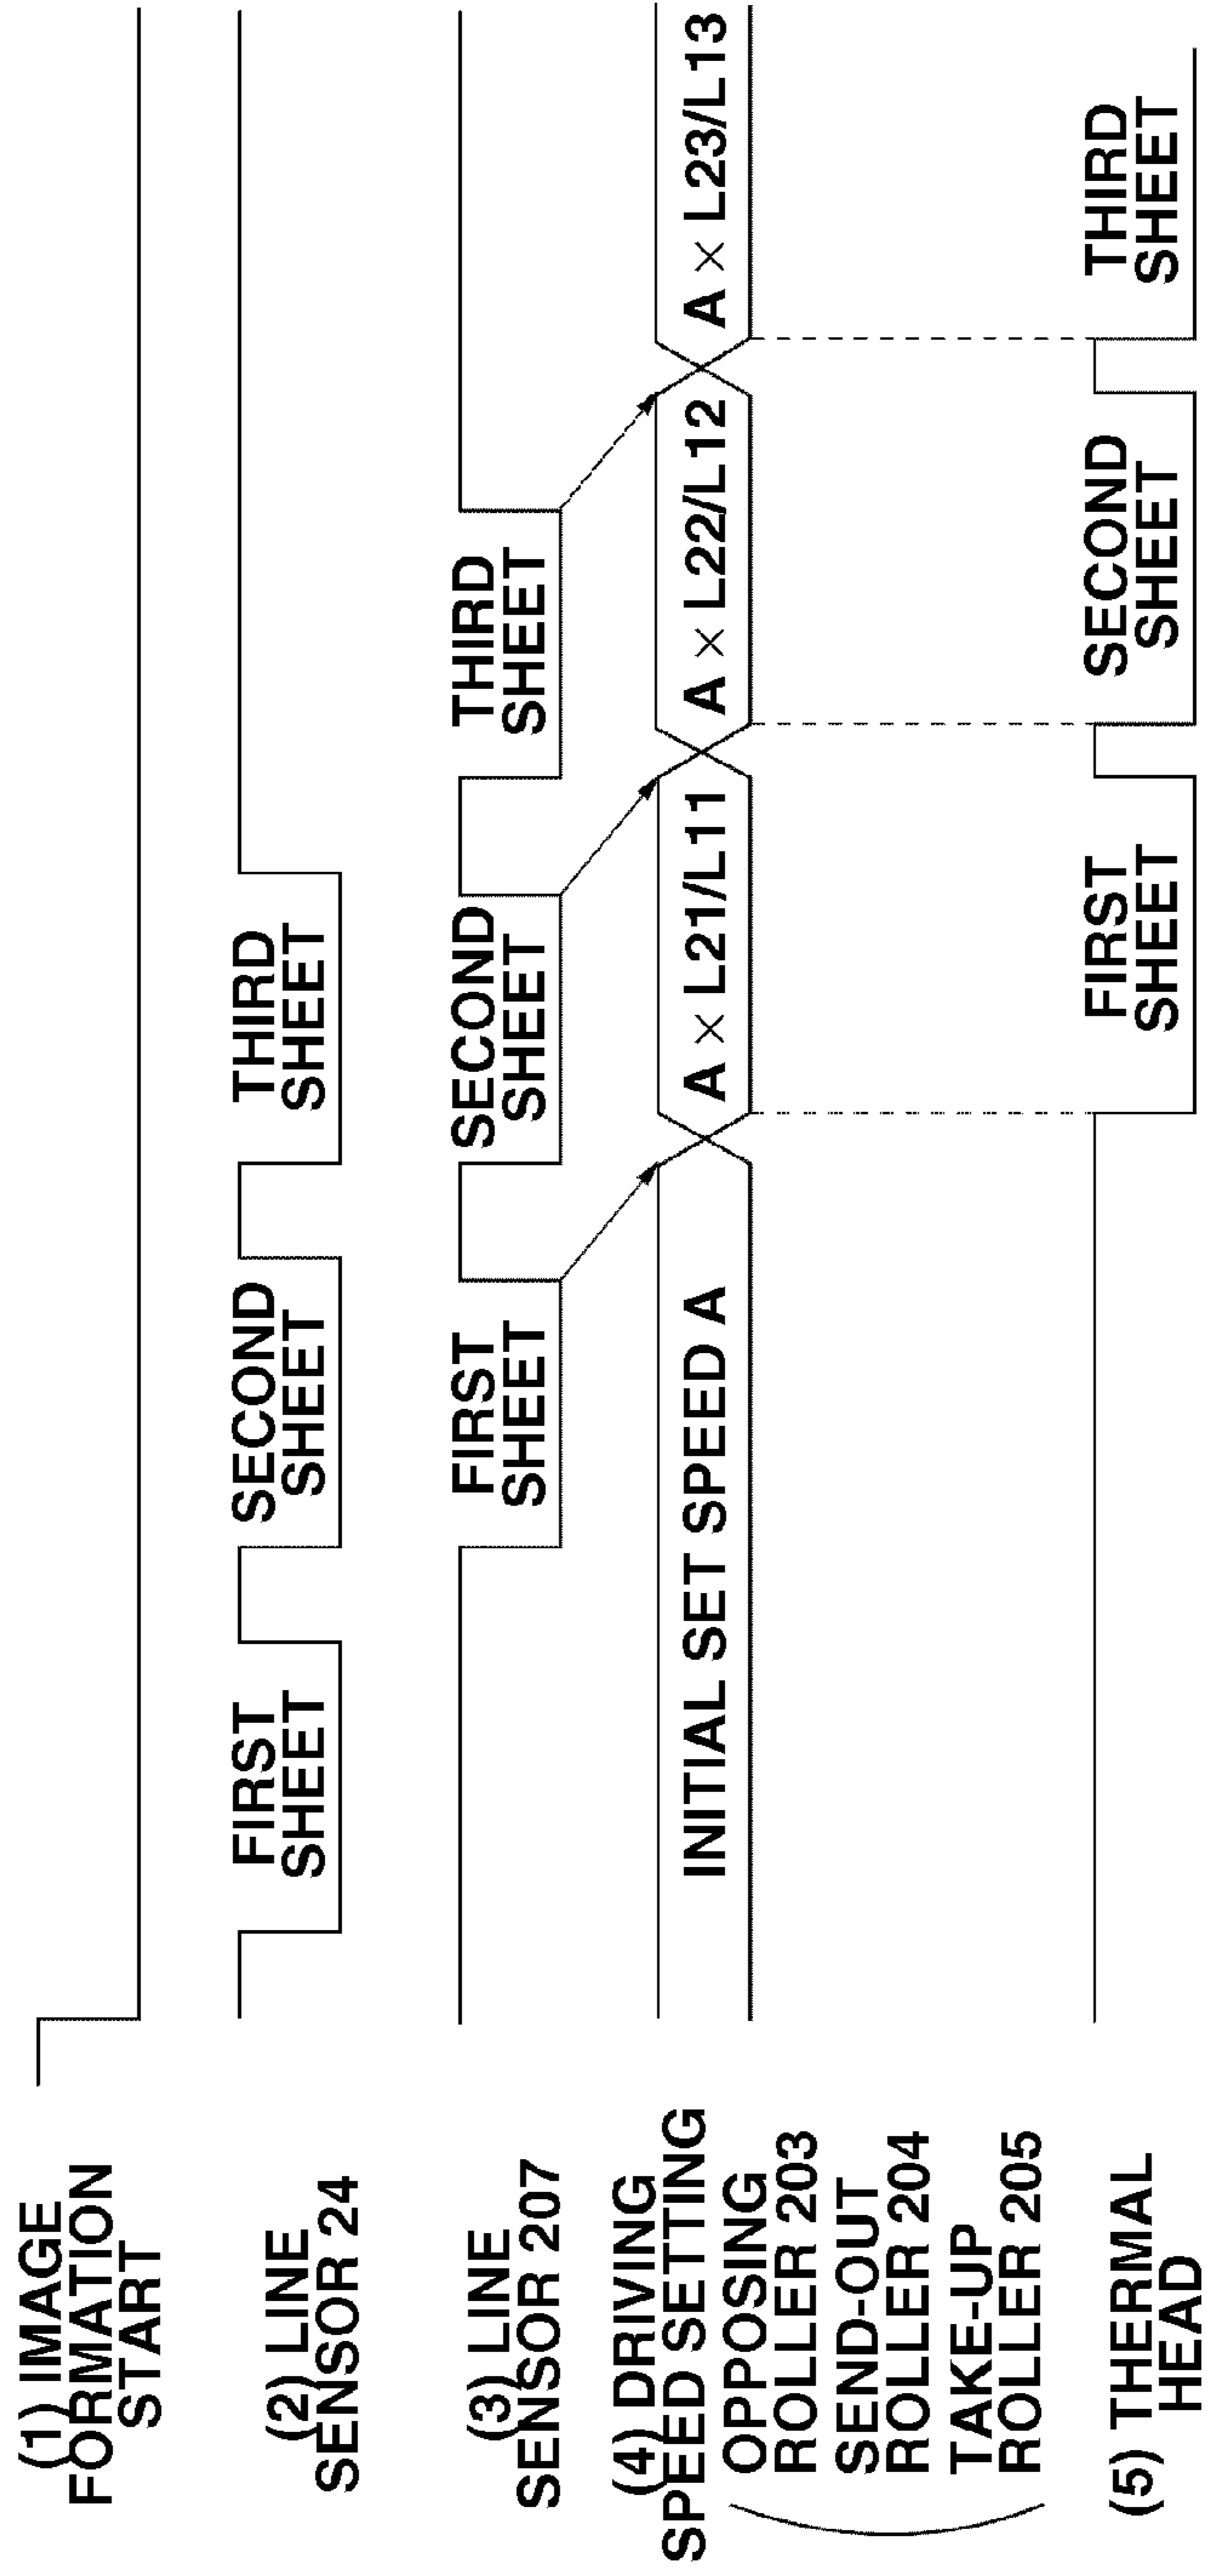 (1) IMAGE
FORMATION
START
(2) LINE
SENSOR 24
FIRST
SHEET
SECOND
SHEET
THIRD
SHEET
(3) LINE
SENSOR 207
FIRST
SHEET
SECOND
SHEET
THIRD
SHEET
(4) DRIVING
SPEED SETTING
OPPOSING
ROLLER 203
SEND-OUT
ROLLER 204
TAKE-UP
ROLLER 205
INITIAL SET SPEED A
A × L21/L11
A × L22/L12
A × L23/L13
(5) THERMAL
HEAD
FIRST
SHEET
SECOND
SHEET
THIRD
SHEET